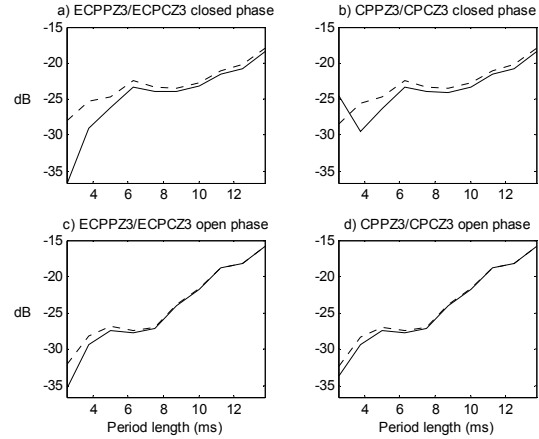 a) ECPPZ3/ECPCZ3 closed phase
b) CPPZ3/CPCZ3 closed phase
-15
-20
-25
-30
-35
dB
4 6 8 10 12
-15
-20
-25
-30
-35
4 6 8 10 12
c) ECPPZ3/ECPCZ3 open phase
d) CPPZ3/CPCZ3 open phase
-15
-20
-25
-30
-35
dB
4 6 8 10 12
Period length (ms)
-15
-20
-25
-30
-35
4 6 8 10 12
Period length (ms)